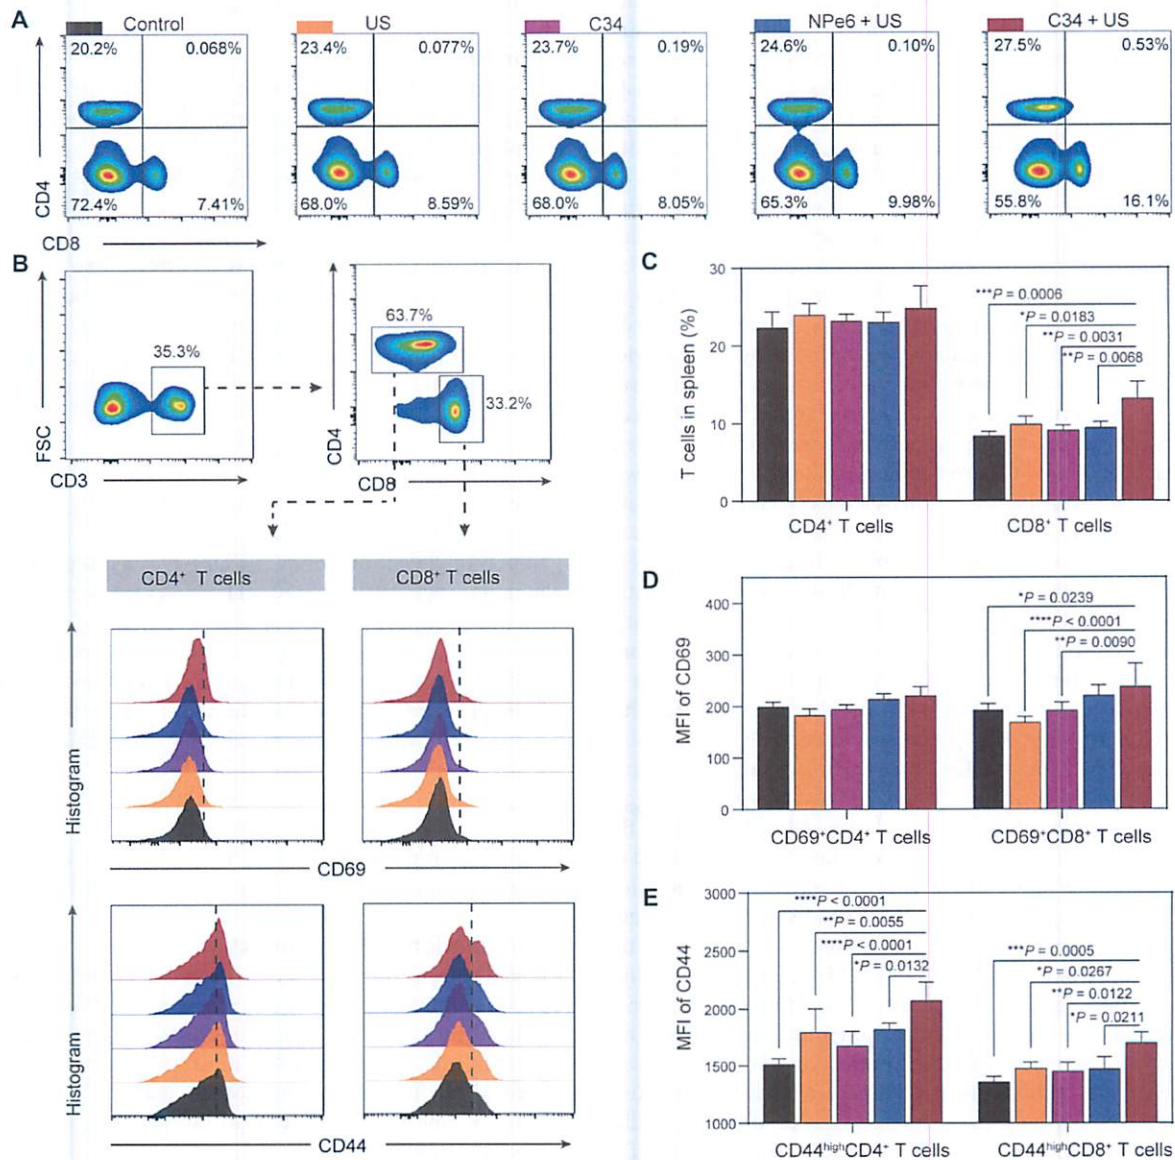 A
Control
US
C34
NPe6 + US
C34 + US
20.2%
0.068%
23.4%
0.077%
23.7%
0.19%
24.6%
0.10%
27.5%
0.53%
CD4
72.4%
7.41%
68.0%
8.59%
68.0%
8.05%
65.3%
9.98%
55.8%
16.1%
CD8
B
FSC
35.3%
CD3
CD4
63.7%
33.2%
CD8
CD4⁺ T cells
CD8⁺ T cells
Histogram
CD69
Histogram
CD44
C
T cells in spleen (%)
30
20
10
0
***P = 0.0006
*P = 0.0183
**P = 0.0031
**P = 0.0068
CD4⁺ T cells
CD8⁺ T cells
D
MFI of CD69
400
300
200
100
0
*P = 0.0239
****P < 0.0001
**P = 0.0090
CD69⁺CD4⁺ T cells
CD69⁺CD8⁺ T cells
E
MFI of CD44
3000
2500
2000
1500
1000
****P < 0.0001
**P = 0.0055
****P < 0.0001
*P = 0.0132
***P = 0.0005
*P = 0.0267
**P = 0.0122
*P = 0.0211
CD44ʰⁱᵍʰCD4⁺ T cells
CD44ʰⁱᵍʰCD8⁺ T cells